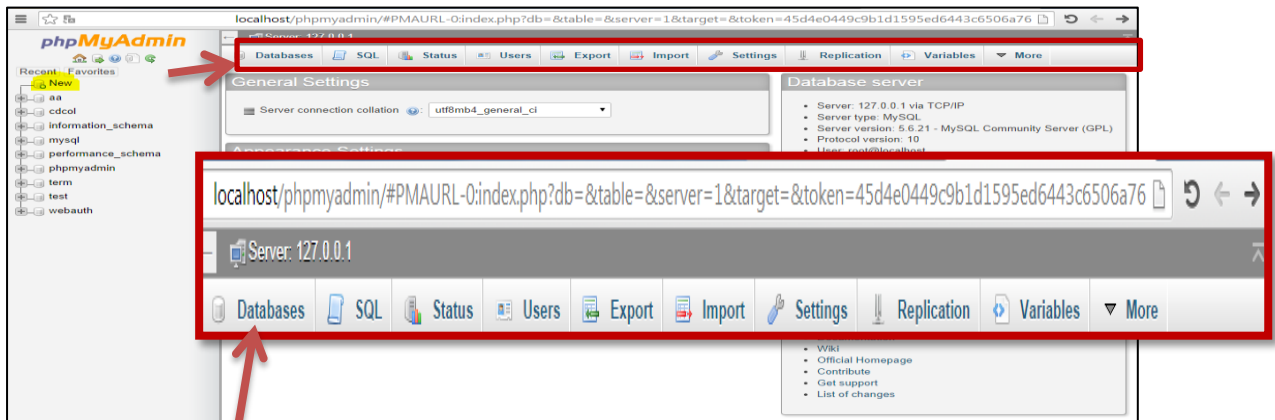 localhost/phpmyadmin/#PMAURL-0:index.php?db=&table=&server=1&target=&token=45d4e0449c9b1d1595ed6443c6506a76
phpMyAdmin
Recent Favorites
New
aa
cdcol
information_schema
mysql
performance_schema
phpmyadmin
term
test
webauth
Server: 127.0.0.1
Databases SQL Status Users Export Import Settings Replication Variables More
General Settings
Server connection collation : utf8mb4_general_ci
Appearance Settings
Database server
Server: 127.0.0.1 via TCP/IP
Server type: MySQL
Server version: 5.6.21 - MySQL Community Server (GPL)
Protocol version: 10
User: root@localhost
localhost/phpmyadmin/#PMAURL-0:index.php?db=&table=&server=1&target=&token=45d4e0449c9b1d1595ed6443c6506a76
Server: 127.0.0.1
Databases SQL Status Users Export Import Settings Replication Variables More
Wiki
Official Homepage
Contribute
Get support
List of changes